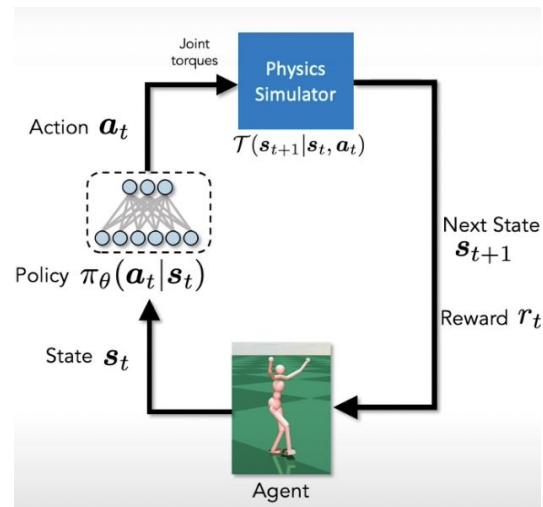 Joint
torques
Physics
Simulator
Action aₜ
𝒯(sₜ₊₁|sₜ, aₜ)
Policy π_θ(aₜ|sₜ)
Next State
sₜ₊₁
Reward rₜ
State sₜ
Agent